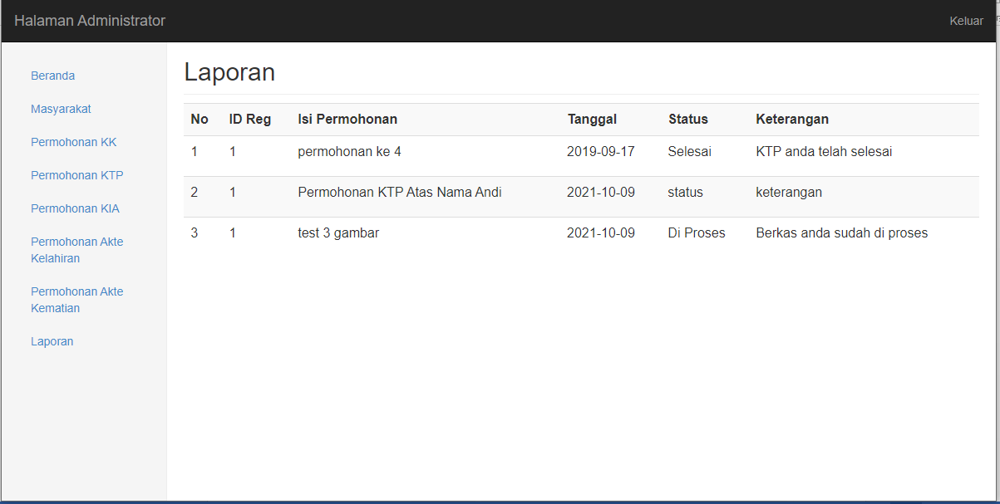 Halaman Administrator
Keluar
Beranda
Masyarakat
Permohonan KK
Permohonan KTP
Permohonan KIA
Permohonan Akte
Kelahiran
Permohonan Akte
Kematian
Laporan
Laporan
No ID Reg Isi Permohonan Tanggal Status Keterangan
1 1 permohonan ke 4 2019-09-17 Selesai KTP anda telah selesai
2 1 Permohonan KTP Atas Nama Andi 2021-10-09 status keterangan
3 1 test 3 gambar 2021-10-09 Di Proses Berkas anda sudah di proses